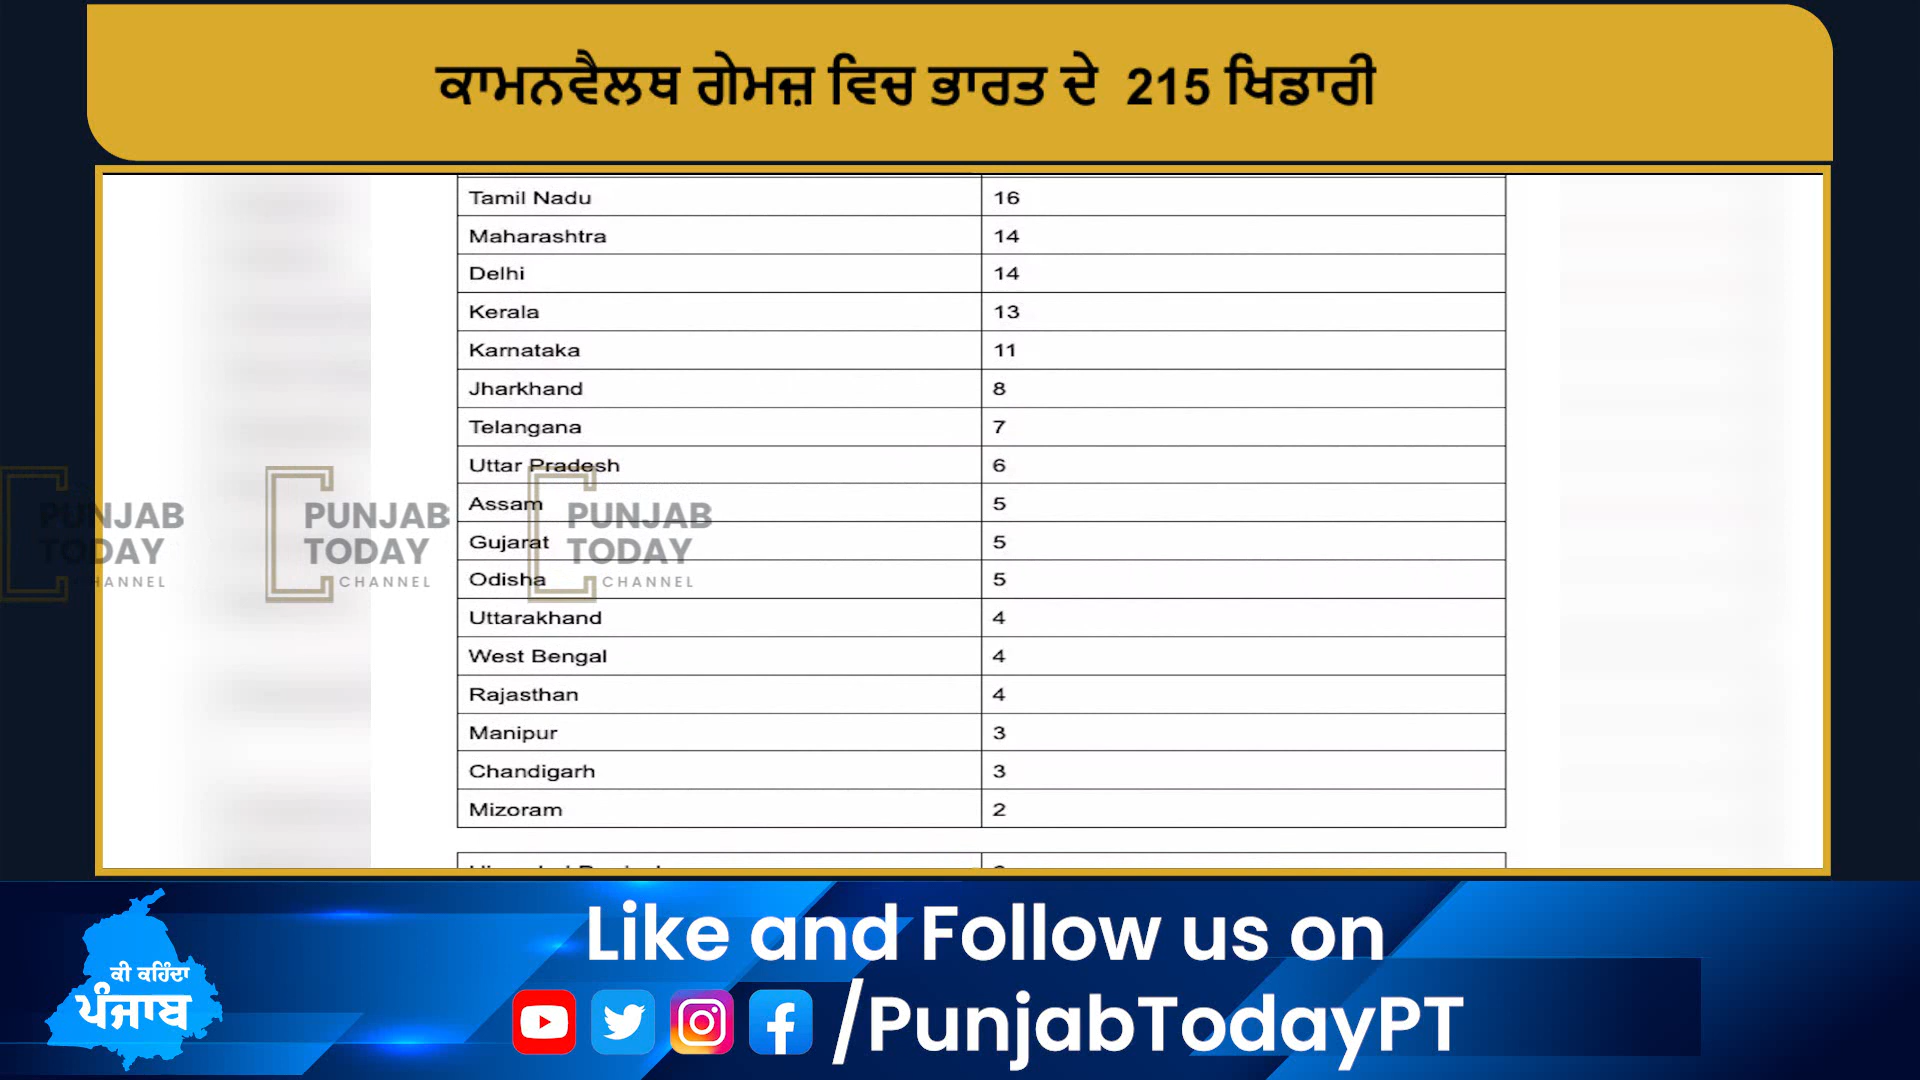 ਕਾਮਨਵੈਲਥ ਗੇਮਜ਼ ਵਿਚ ਭਾਰਤ ਦੇ 215 ਖਿਡਾਰੀ
Tamil Nadu 16
Maharashtra 14
Delhi 14
Kerala 13
Karnataka 11
Jharkhand 8
Telangana 7
Uttar Pradesh 6
Assam 5
Gujarat 5
Odisha 5
Uttarakhand 4
West Bengal 4
Rajasthan 4
Manipur 3
Chandigarh 3
Mizoram 2
PUNJAB
TODAY
CHANNEL
PUNJAB
TODAY
CHANNEL
PUNJAB
TODAY
CHANNEL
ਕੀ ਕਹਿੰਦਾ
ਪੰਜਾਬ
Like and Follow us on
/PunjabTodayPT